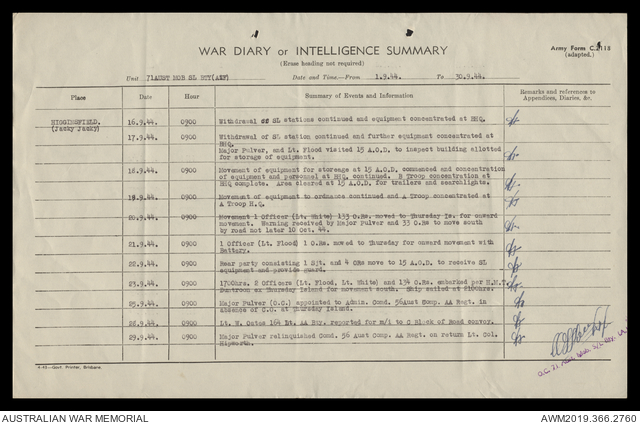 WAR DIARY or INTELLIGENCE SUMMARY
(Erase heading not required)
Army Form C.2118
(adapted.)
Unit 71AUST MOB SL BTY(AIF)
Date and Time.—From 1.9.44. To 30.9.44.
Place Date Hour Summary of Events and Information Remarks and references to
Appendices, Diaries, &c.
HIGGINSFIELD.
(Jacky Jacky)
16.9.44. 0900 Withdrawal of SL stations continued and equipment concentrated at BHQ.
17.9.44. 0900 Withdrawal of SL station continued and further equipment concentrated at
BHQ.
Major Pulver, and Lt. Flood visited 15 A.O.D. to inspect building allotted
for storage of equipment.
18.9.44. 0900 Movement of equipment for storeage at 15 A.O.D. commenced and concentration
of equipment and personnel at BHQ continued. B Troop concentration at
BHQ complete. Area cleared at 15 A.O.D. for trailers and searchlights.
19.9.44. 0900 Movement of equipment to ordnance continued and A Troop concentrated at
A Troop H.Q.
20.9.44. 0900 Movement 1 Officer (Lt. White) 133 O.Rs. moved to Thursday Is. for onward
movement. Warning received by Major Pulver and 33 O.Rs to move south
by road not later 10 Oct. 44.
21.9.44. 0900 1 Officer (Lt. Flood) 1 O.Rs. moved to Thursday for onward movement with
Battery.
22.9.44. 0900 Rear party consisting 1 Sjt. and 4 ORs move to 15 A.O.D. to receive SL
equipment and provide guard.
23.9.44. 0900 1700hrs. 2 Officers (Lt. Flood, Lt. White) and 134 O.Rs. embarked per H.M.T.
ex Thursday Island for movement south. Ship sailed at 2100hrs.
25.9.44. 0900 Major Pulver (O.C.) appointed to Admin. Comd. 56Aust Comp. AA Regt. in
absence of C.O. at Thursday Island.
28.9.44. 0900 Lt. W. Oates 164 Lt. AA Bty. reported for m/i to C Block of Road convoy.
29.9.44. 0900 Major Pulver relinquished Comd. 56 Aust Comp. AA Regt. on return Lt. Col.
Hipworth.
4-43—Govt. Printer, Brisbane.
O.C. 71 Aust Mob S/L Bty.
AUSTRALIAN WAR MEMORIAL
AWM2019.366.2760